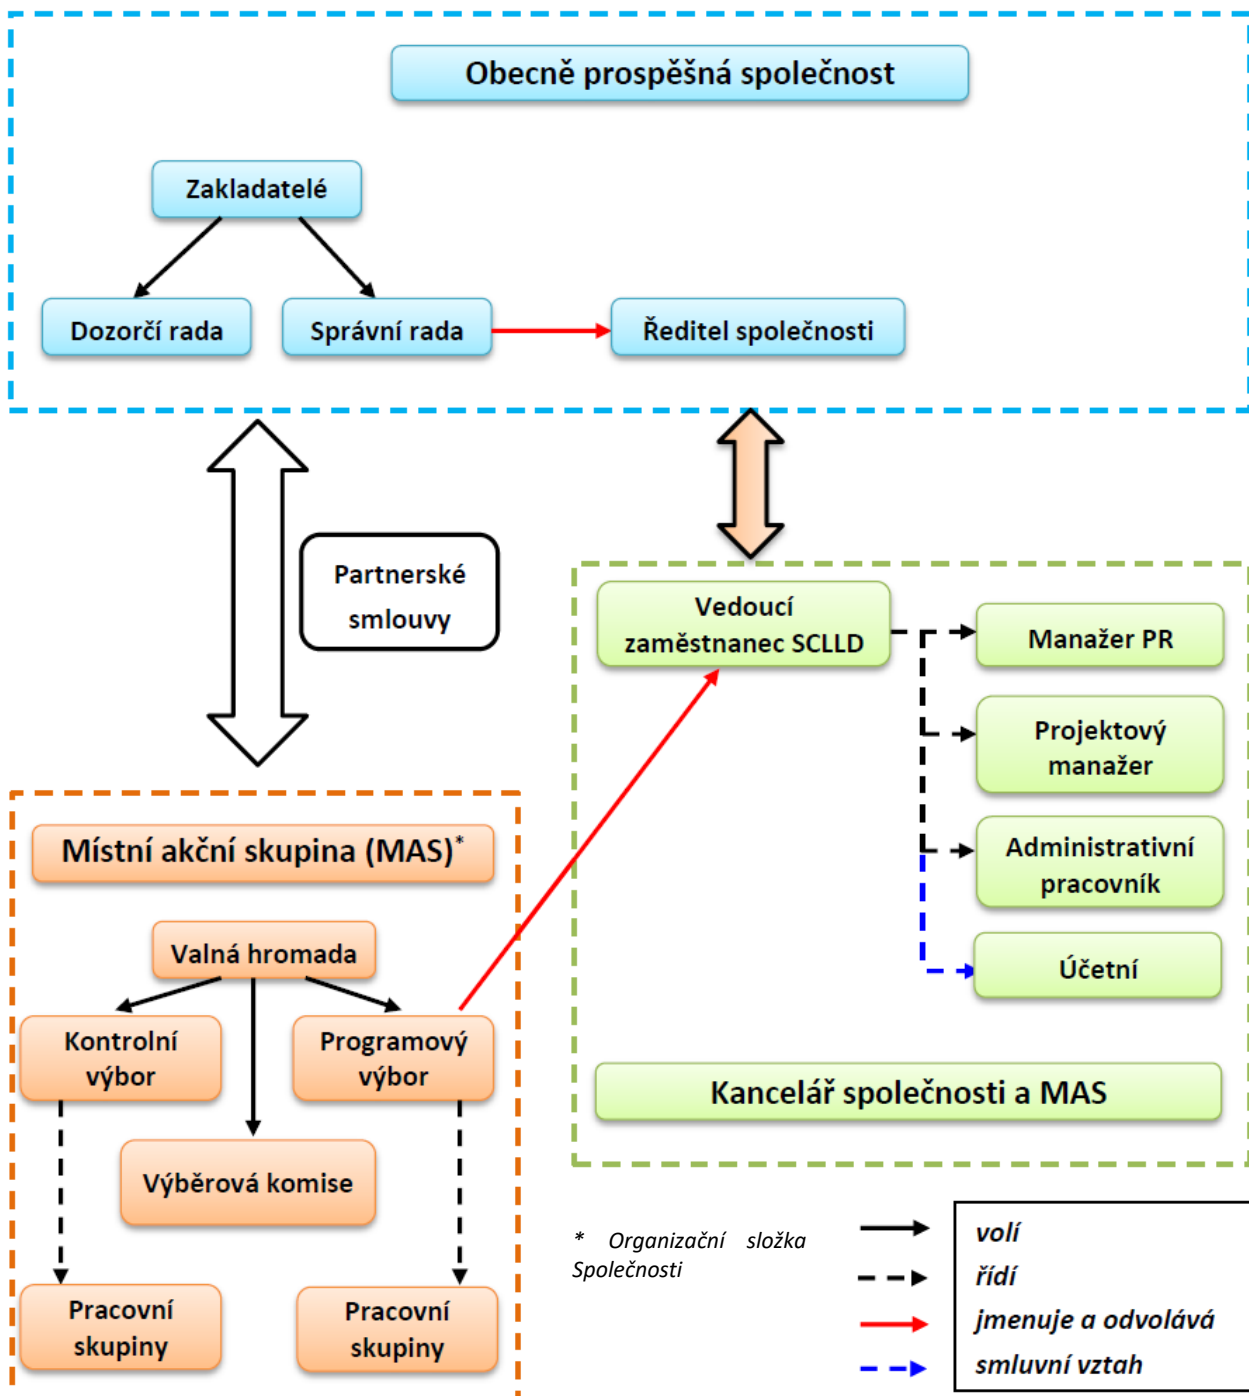 Obecně prospěšná společnost
Zakladatelé
Dozorčí rada
Správní rada
Ředitel společnosti
Partnerské
smlouvy
Vedoucí
zaměstnanec SCLLD
Manažer PR
Projektový
manažer
Administrativní
pracovník
Účetní
Kancelář společnosti a MAS
Místní akční skupina (MAS)*
Valná hromada
Kontrolní
výbor
Programový
výbor
Výběrová komise
Pracovní
skupiny
Pracovní
skupiny
* Organizační složka
Společnosti
volí
řídí
jmenuje a odvolává
smluvní vztah